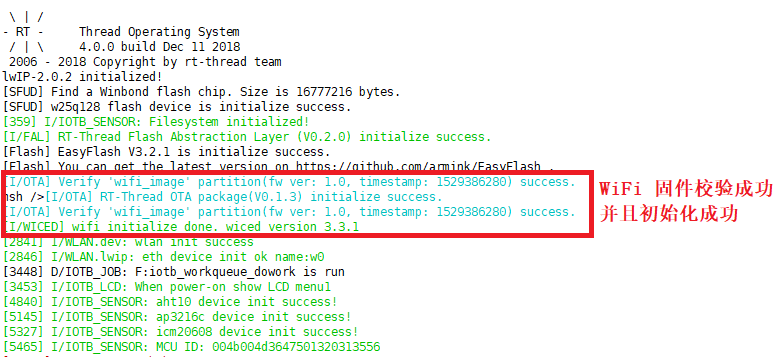 \ | /
- RT -     Thread Operating System
/ | \     4.0.0 build Dec 11 2018
2006 - 2018 Copyright by rt-thread team
lwIP-2.0.2 initialized!
[SFUD] Find a Winbond flash chip. Size is 16777216 bytes.
[SFUD] w25q128 flash device is initialize success.
[359] I/IOTB_SENSOR: Filesystem initialized!
[I/FAL] RT-Thread Flash Abstraction Layer (V0.2.0) initialize success.
[Flash] EasyFlash V3.2.1 is initialize success.
[Flash] You can get the latest version on https://github.com/armink/EasyFlash .
[I/OTA] Verify 'wifi_image' partition(fw ver: 1.0, timestamp: 1529386280) success.
msh />[I/OTA] RT-Thread OTA package(V0.1.3) initialize success.
[I/OTA] Verify 'wifi_image' partition(fw ver: 1.0, timestamp: 1529386280) success.
[I/WICED] wifi initialize done. wiced version 3.3.1
[2841] I/WLAN.dev: wlan init success
[2846] I/WLAN.lwip: eth device init ok name:w0
[3448] D/IOTB_JOB: F:iotb_workqueue_dowork is run
[3453] I/IOTB_LCD: When power-on show LCD menu1
[4840] I/IOTB_SENSOR: aht10 device init success!
[5145] I/IOTB_SENSOR: ap3216c device init success!
[5327] I/IOTB_SENSOR: icm20608 device init success!
[5465] I/IOTB_SENSOR: MCU ID: 004b004d3647501320313556
WiFi 固件校验成功
并且初始化成功